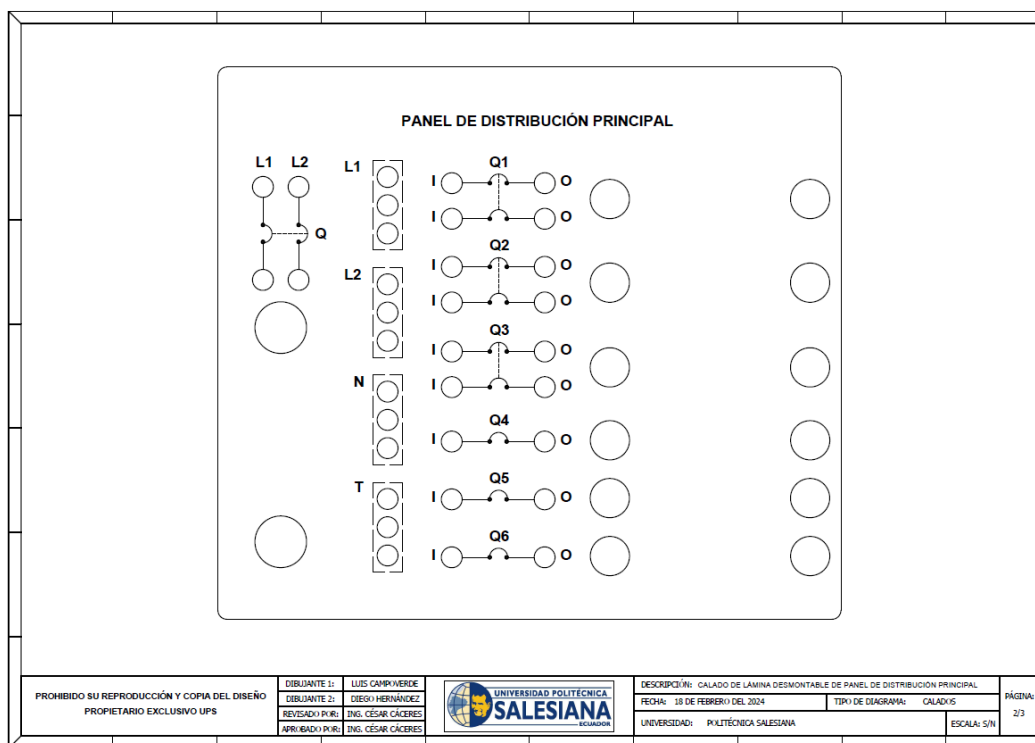 PANEL DE DISTRIBUCIÓN PRINCIPAL
L1 L2
Q
L1
L2
N
T
Q1
I O
I O
Q2
I O
I O
Q3
I O
I O
Q4
I O
Q5
I O
Q6
I O
PROHIBIDO SU REPRODUCCIÓN Y COPIA DEL DISEÑO
PROPIETARIO EXCLUSIVO UPS
DIBUJANTE 1: LUIS CAMPOVERDE
DIBUJANTE 2: DIEGO HERNÁNDEZ
REVISADO POR: ING. CÉSAR CÁCERES
APROBADO POR: ING. CÉSAR CÁCERES
UNIVERSIDAD POLITÉCNICA
SALESIANA
ECUADOR
DESCRIPCIÓN: CALADO DE LÁMINA DESMONTABLE DE PANEL DE DISTRIBUCIÓN PRINCIPAL
FECHA: 18 DE FEBRERO DEL 2024 TIPO DE DIAGRAMA: CALADOS
UNIVERSIDAD: POLITÉCNICA SALESIANA ESCALA: S/N
PÁGINA:
2/3